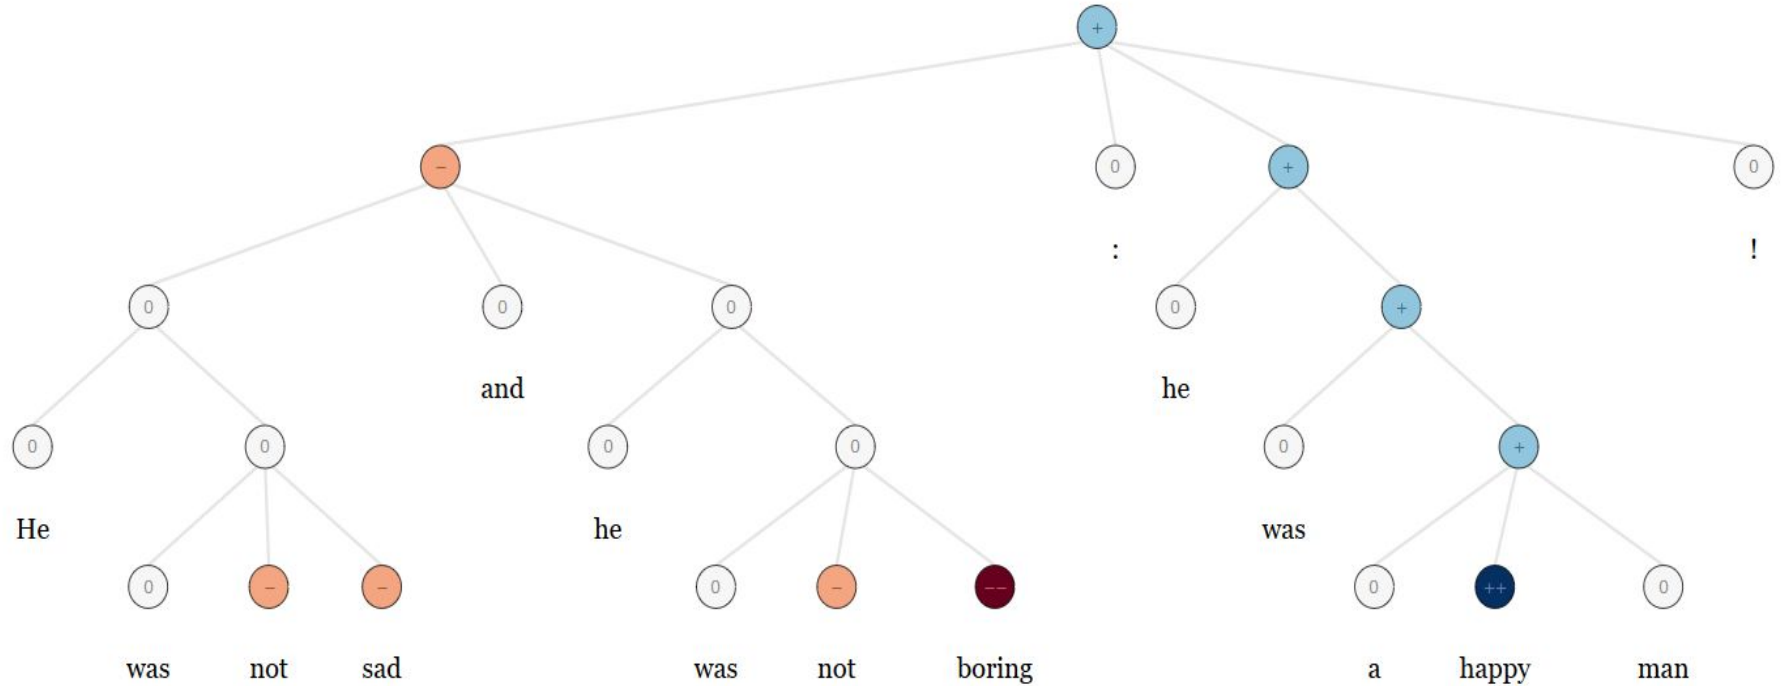 +
− 0 + 0
: !
0 0 0 0 +
and he
0 0 0 0 0 +
He he was
0 − − 0 − −− 0 ++ 0
was not sad was not boring a happy man